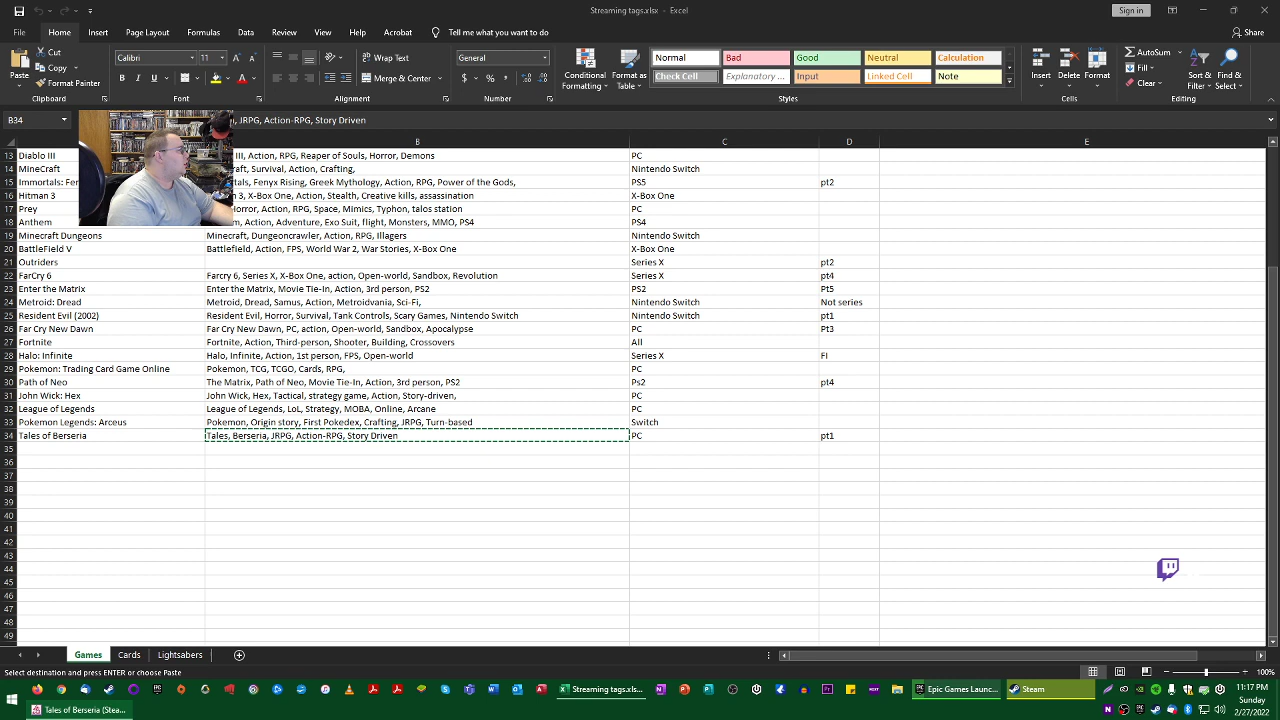 Streaming tags.xlsx - Excel
Sign in
File Home Insert Page Layout Formulas Data Review View Help Acrobat Tell me what you want to do Share
Paste Cut Copy Format Painter Clipboard
Calibri 11 B I U Font
Wrap Text Merge & Center Alignment
General $ % Number
Conditional Formatting Format as Table
Normal Bad Good Neutral Calculation
Check Cell Explanatory ... Input Linked Cell Note
Styles
Insert Delete Format Cells
AutoSum Fill Clear Sort & Filter Find & Select Editing
B34 , JRPG, Action-RPG, Story Driven
B C D E
13 Diablo III III, Action, RPG, Reaper of Souls, Horror, Demons PC
14 MineCraft raft, Survival, Action, Crafting, Nintendo Switch
15 Immortals: Fen tals, Fenyx Rising, Greek Mythology, Action, RPG, Power of the Gods, PS5 pt2
16 Hitman 3 n 3, X-Box One, Action, Stealth, Creative kills, assassination X-Box One
17 Prey Horror, Action, RPG, Space, Mimics, Typhon, talos station PC
18 Anthem m, Action, Adventure, Exo Suit, flight, Monsters, MMO, PS4 PS4
19 Minecraft Dungeons Minecraft, Dungeoncrawler, Action, RPG, Illagers Nintendo Switch
20 BattleField V Battlefield, Action, FPS, World War 2, War Stories, X-Box One X-Box One
21 Outriders Series X pt2
22 FarCry 6 Farcry 6, Series X, X-Box One, action, Open-world, Sandbox, Revolution Series X pt4
23 Enter the Matrix Enter the Matrix, Movie Tie-In, Action, 3rd person, PS2 PS2 Pt5
24 Metroid: Dread Metroid, Dread, Samus, Action, Metroidvania, Sci-Fi, Nintendo Switch Not series
25 Resident Evil (2002) Resident Evil, Horror, Survival, Tank Controls, Scary Games, Nintendo Switch Nintendo Switch pt1
26 Far Cry New Dawn Far Cry New Dawn, PC, action, Open-world, Sandbox, Apocalypse PC Pt3
27 Fortnite Fortnite, Action, Third-person, Shooter, Building, Crossovers All
28 Halo: Infinite Halo, Infinite, Action, 1st person, FPS, Open-world Series X FI
29 Pokemon: Trading Card Game Online Pokemon, TCG, TCGO, Cards, RPG, PC
30 Path of Neo The Matrix, Path of Neo, Movie Tie-In, Action, 3rd person, PS2 Ps2 pt4
31 John Wick: Hex John Wick, Hex, Tactical, strategy game, Action, Story-driven, PC
32 League of Legends League of Legends, LoL, Strategy, MOBA, Online, Arcane PC
33 Pokemon Legends: Arceus Pokemon, Origin story, First Pokedex, Crafting, JRPG, Turn-based Switch
34 Tales of Berseria Tales, Berseria, JRPG, Action-RPG, Story Driven PC pt1
35
36
37
38
39
40
41
42
43
44
45
46
47
48
49
Games Cards Lightsabers
Select destination and press ENTER or choose Paste 100%
Streaming tags.xls... Epic Games Launc... Steam
11:17 PM
Sunday
2/27/2022
Tales of Berseria (Stea...